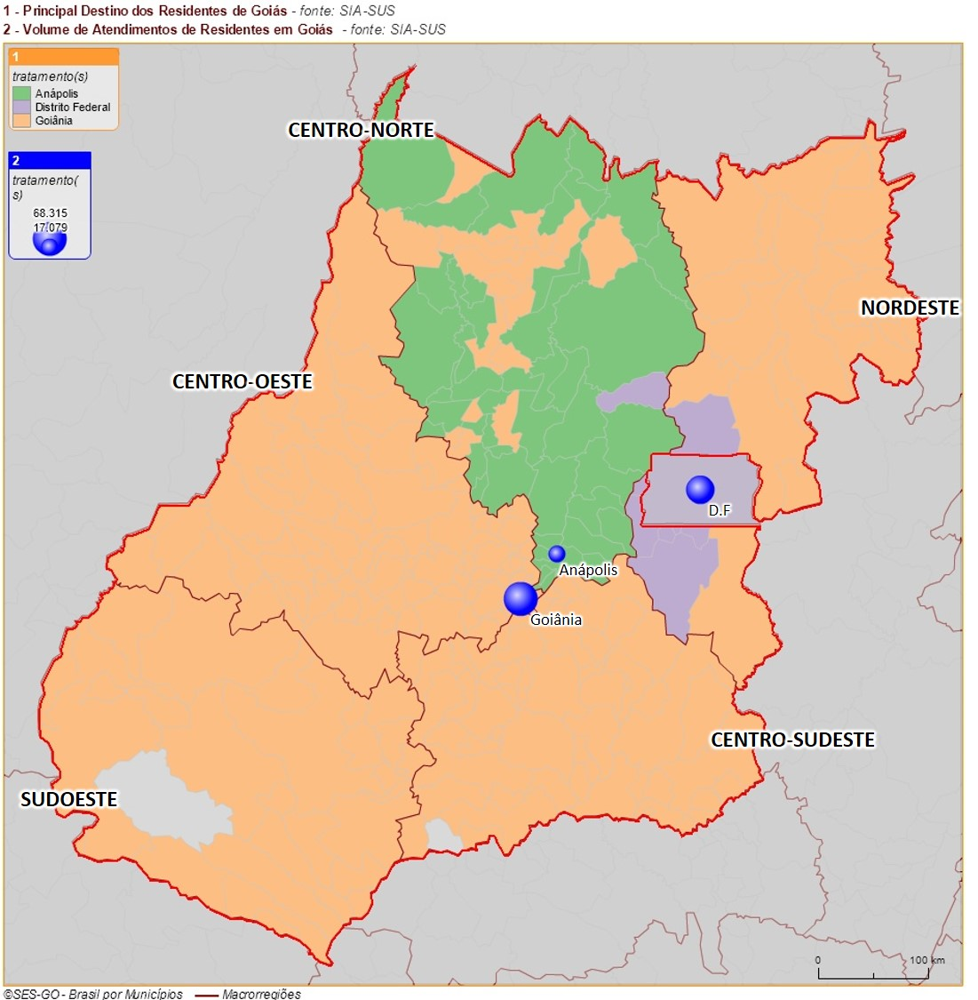 1 - Principal Destino dos Residentes de Goiás - fonte: SIA-SUS
2 - Volume de Atendimentos de Residentes em Goiás - fonte: SIA-SUS
1
tratamento(s)
Anápolis
Distrito Federal
Goiânia
2
tratamento(
s)
68.315
17.079
CENTRO-NORTE
NORDESTE
CENTRO-OESTE
D.F
Anápolis
Goiânia
CENTRO-SUDESTE
SUDOESTE
0 100 km
©SES-GO - Brasil por Municípios Macrorregiões